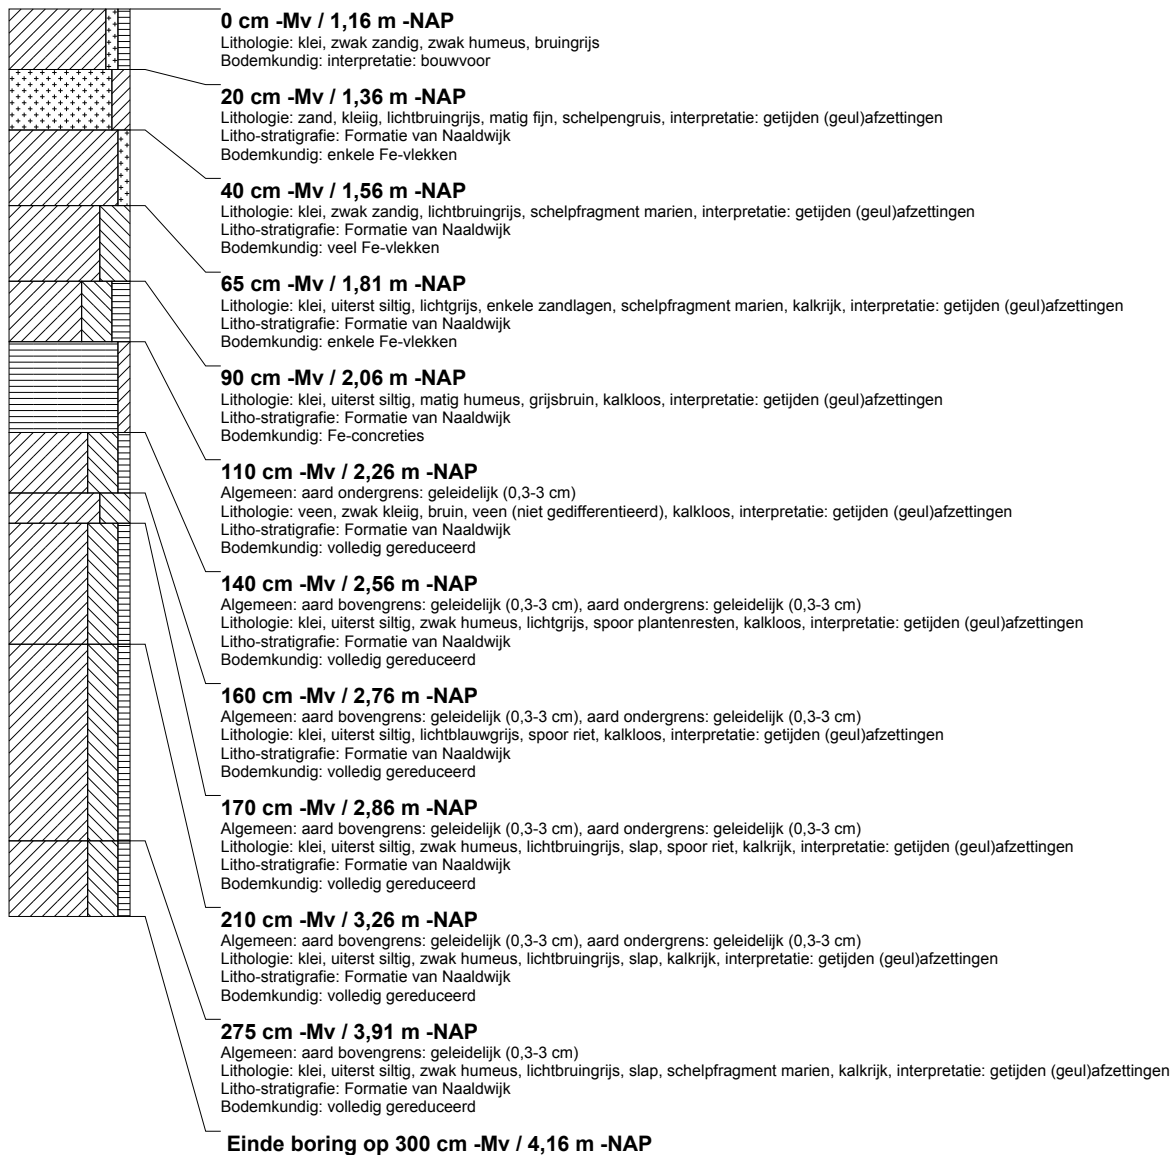 0 cm -Mv / 1,16 m -NAP
Lithologie: klei, zwak zandig, zwak humeus, bruingrijs
Bodemkundig: interpretatie: bouwvoor
20 cm -Mv / 1,36 m -NAP
Lithologie: zand, kleiig, lichtbruingrijs, matig fijn, schelpengruis, interpretatie: getijden (geul)afzettingen
Litho-stratigrafie: Formatie van Naaldwijk
Bodemkundig: enkele Fe-vlekken
40 cm -Mv / 1,56 m -NAP
Lithologie: klei, zwak zandig, lichtbruingrijs, schelpfragment marien, interpretatie: getijden (geul)afzettingen
Litho-stratigrafie: Formatie van Naaldwijk
Bodemkundig: veel Fe-vlekken
65 cm -Mv / 1,81 m -NAP
Lithologie: klei, uiterst siltig, lichtgrijs, enkele zandlagen, schelpfragment marien, kalkrijk, interpretatie: getijden (geul)afzettingen
Litho-stratigrafie: Formatie van Naaldwijk
Bodemkundig: enkele Fe-vlekken
90 cm -Mv / 2,06 m -NAP
Lithologie: klei, uiterst siltig, matig humeus, grijsbruin, kalkloos, interpretatie: getijden (geul)afzettingen
Litho-stratigrafie: Formatie van Naaldwijk
Bodemkundig: Fe-concreties
110 cm -Mv / 2,26 m -NAP
Algemeen: aard ondergrens: geleidelijk (0,3-3 cm)
Lithologie: veen, zwak kleiig, bruin, veen (niet gedifferentieerd), kalkloos, interpretatie: getijden (geul)afzettingen
Litho-stratigrafie: Formatie van Naaldwijk
Bodemkundig: volledig gereduceerd
140 cm -Mv / 2,56 m -NAP
Algemeen: aard bovengrens: geleidelijk (0,3-3 cm), aard ondergrens: geleidelijk (0,3-3 cm)
Lithologie: klei, uiterst siltig, zwak humeus, lichtgrijs, spoor plantenresten, kalkloos, interpretatie: getijden (geul)afzettingen
Litho-stratigrafie: Formatie van Naaldwijk
Bodemkundig: volledig gereduceerd
160 cm -Mv / 2,76 m -NAP
Algemeen: aard bovengrens: geleidelijk (0,3-3 cm), aard ondergrens: geleidelijk (0,3-3 cm)
Lithologie: klei, uiterst siltig, lichtblauwgrijs, spoor riet, kalkloos, interpretatie: getijden (geul)afzettingen
Litho-stratigrafie: Formatie van Naaldwijk
Bodemkundig: volledig gereduceerd
170 cm -Mv / 2,86 m -NAP
Algemeen: aard bovengrens: geleidelijk (0,3-3 cm), aard ondergrens: geleidelijk (0,3-3 cm)
Lithologie: klei, uiterst siltig, zwak humeus, lichtbruingrijs, slap, spoor riet, kalkrijk, interpretatie: getijden (geul)afzettingen
Litho-stratigrafie: Formatie van Naaldwijk
Bodemkundig: volledig gereduceerd
210 cm -Mv / 3,26 m -NAP
Algemeen: aard bovengrens: geleidelijk (0,3-3 cm), aard ondergrens: geleidelijk (0,3-3 cm)
Lithologie: klei, uiterst siltig, zwak humeus, lichtbruingrijs, slap, kalkrijk, interpretatie: getijden (geul)afzettingen
Litho-stratigrafie: Formatie van Naaldwijk
Bodemkundig: volledig gereduceerd
275 cm -Mv / 3,91 m -NAP
Algemeen: aard bovengrens: geleidelijk (0,3-3 cm)
Lithologie: klei, uiterst siltig, zwak humeus, lichtbruingrijs, slap, schelpfragment marien, kalkrijk, interpretatie: getijden (geul)afzettingen
Litho-stratigrafie: Formatie van Naaldwijk
Bodemkundig: volledig gereduceerd
Einde boring op 300 cm -Mv / 4,16 m -NAP